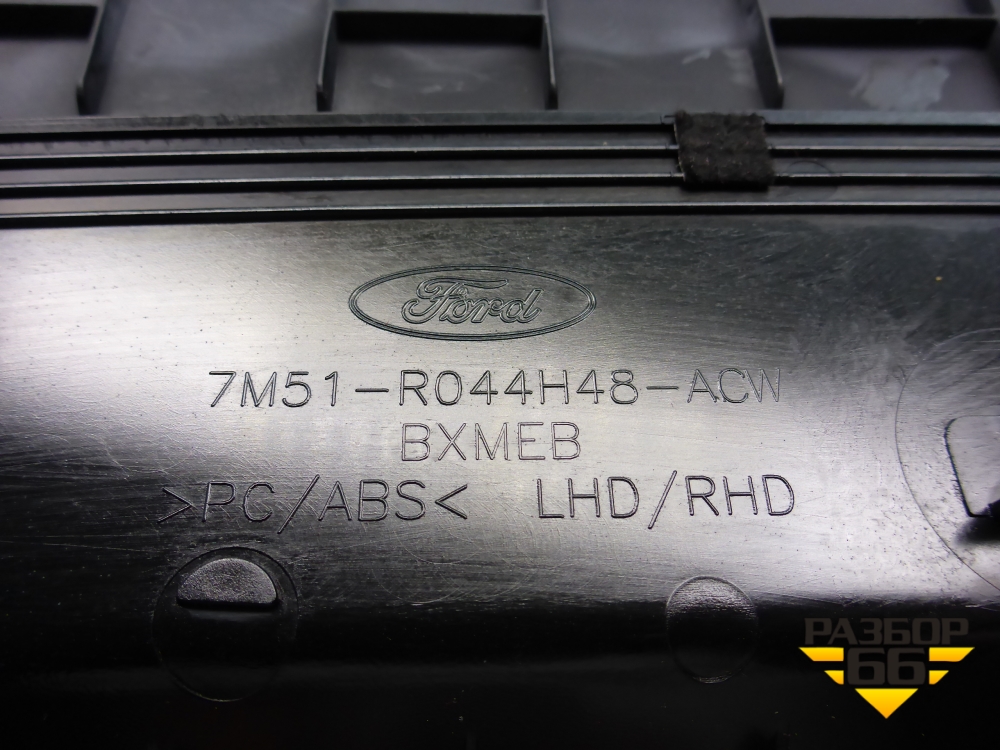 Ford
7M51-R044H48-ACW
BXMEB
>PC/ABS< LHD/RHD
РАЗБОР
66